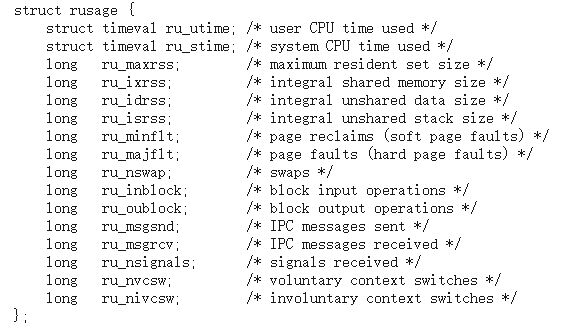 struct rusage {
    struct timeval ru_utime; /* user CPU time used */
    struct timeval ru_stime; /* system CPU time used */
    long   ru_maxrss;        /* maximum resident set size */
    long   ru_ixrss;         /* integral shared memory size */
    long   ru_idrss;         /* integral unshared data size */
    long   ru_isrss;         /* integral unshared stack size */
    long   ru_minflt;        /* page reclaims (soft page faults) */
    long   ru_majflt;        /* page faults (hard page faults) */
    long   ru_nswap;         /* swaps */
    long   ru_inblock;       /* block input operations */
    long   ru_oublock;       /* block output operations */
    long   ru_msgsnd;        /* IPC messages sent */
    long   ru_msgrcv;        /* IPC messages received */
    long   ru_nsignals;      /* signals received */
    long   ru_nvcsw;         /* voluntary context switches */
    long   ru_nivcsw;        /* involuntary context switches */
};